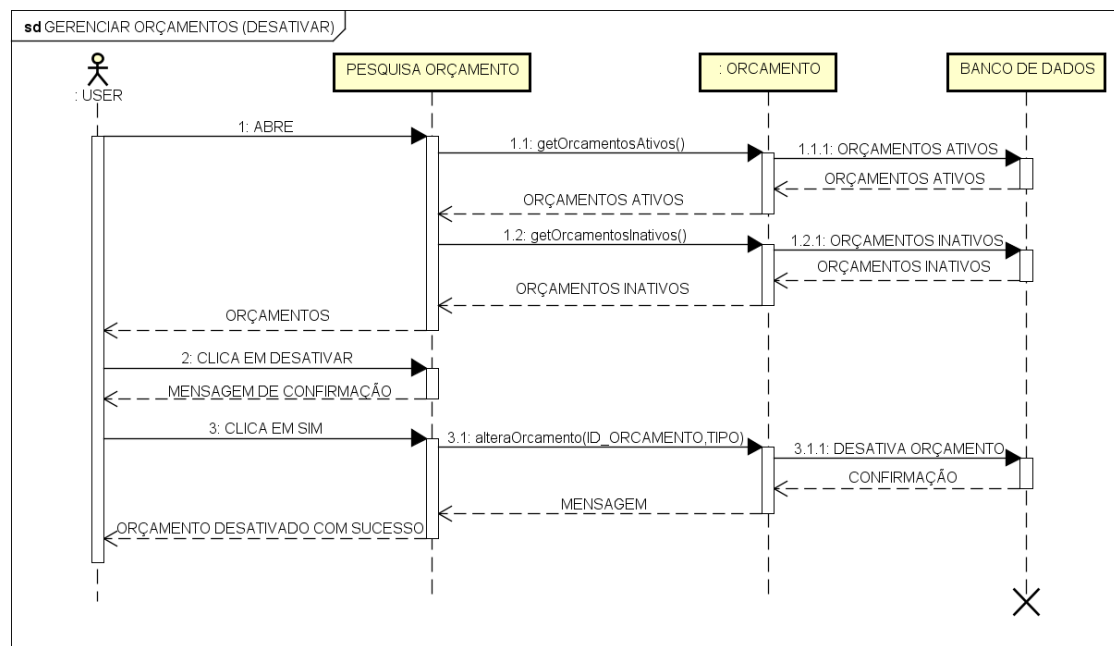 sd GERENCIAR ORÇAMENTOS (DESATIVAR)
: USER
PESQUISA ORÇAMENTO
: ORCAMENTO
BANCO DE DADOS
1: ABRE
1.1: getOrcamentosAtivos()
1.1.1: ORÇAMENTOS ATIVOS
ORÇAMENTOS ATIVOS
ORÇAMENTOS ATIVOS
1.2: getOrcamentosInativos()
1.2.1: ORÇAMENTOS INATIVOS
ORÇAMENTOS INATIVOS
ORÇAMENTOS INATIVOS
ORÇAMENTOS
2: CLICA EM DESATIVAR
MENSAGEM DE CONFIRMAÇÃO
3: CLICA EM SIM
3.1: alteraOrcamento(ID_ORCAMENTO,TIPO)
3.1.1: DESATIVA ORÇAMENTO
CONFIRMAÇÃO
MENSAGEM
ORÇAMENTO DESATIVADO COM SUCESSO